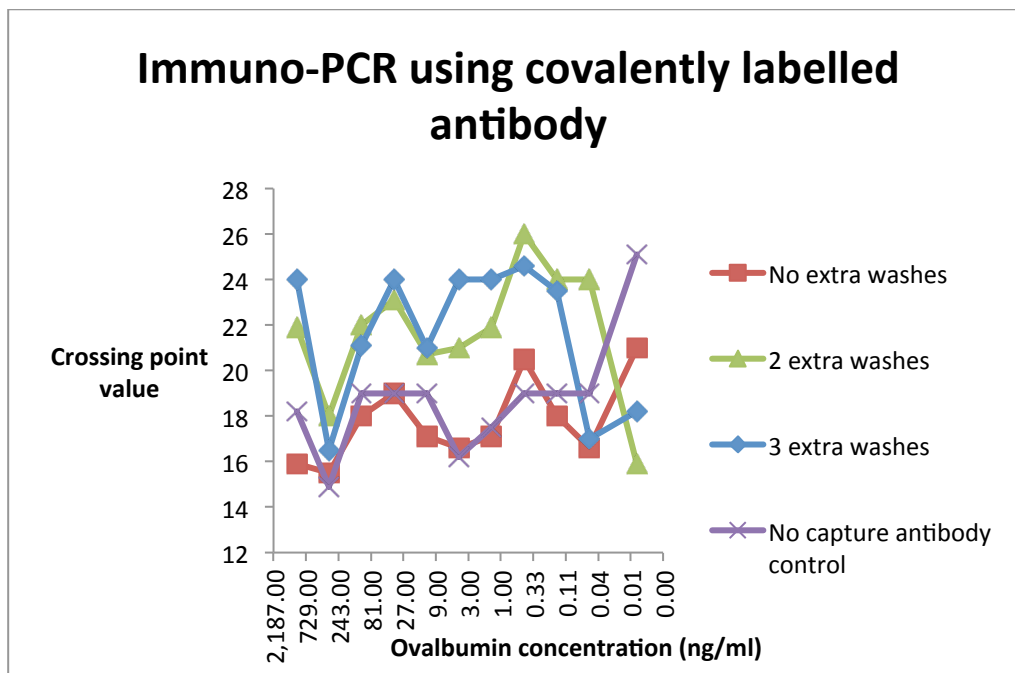 Immuno-PCR using covalently labelled
antibody
Crossing point
value
28
26
24
22
20
18
16
14
12
2,187.00
729.00
243.00
81.00
27.00
9.00
3.00
1.00
0.33
0.11
0.04
0.01
0.00
Ovalbumin concentration (ng/ml)
No extra washes
2 extra washes
3 extra washes
No capture antibody
control